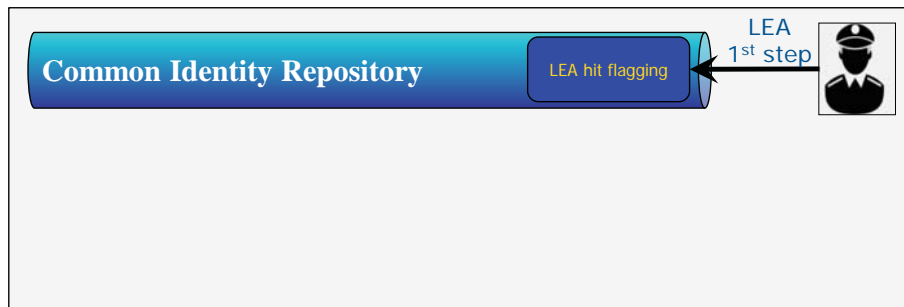 LEA
1st step
Common Identity Repository
LEA hit flagging